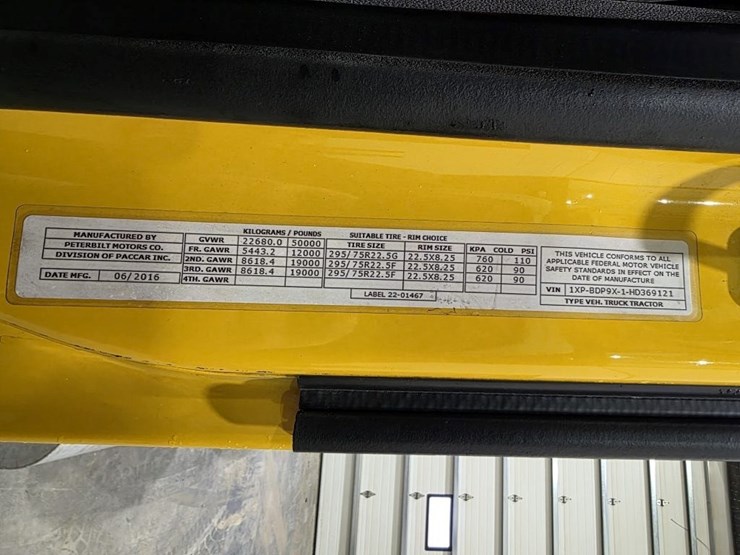 MANUFACTURED BY
PETERBILT MOTORS CO.
DIVISION OF PACCAR INC.
DATE MFG. 06/2016
KILOGRAMS / POUNDS
GVWR 22680.0 50000
FR. GAWR 5443.2 12000
2ND. GAWR 8618.4 19000
3RD. GAWR 8618.4 19000
4TH. GAWR
SUITABLE TIRE - RIM CHOICE
TIRE SIZE RIM SIZE KPA COLD PSI
295/75R22.5G 22.5X8.25 760 110
295/75R22.5F 22.5X8.25 620 90
295/75R22.5F 22.5X8.25 620 90
LABEL 22-01467
THIS VEHICLE CONFORMS TO ALL
APPLICABLE FEDERAL MOTOR VEHICLE
SAFETY STANDARDS IN EFFECT ON THE
DATE OF MANUFACTURE
VIN 1XP-BDP9X-1-HD369121
TYPE VEH. TRUCK TRACTOR